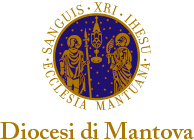 · SANGUIS · XRI · IHESU ·
ECCLESIA MANTUANA
Diocesi di Mantova